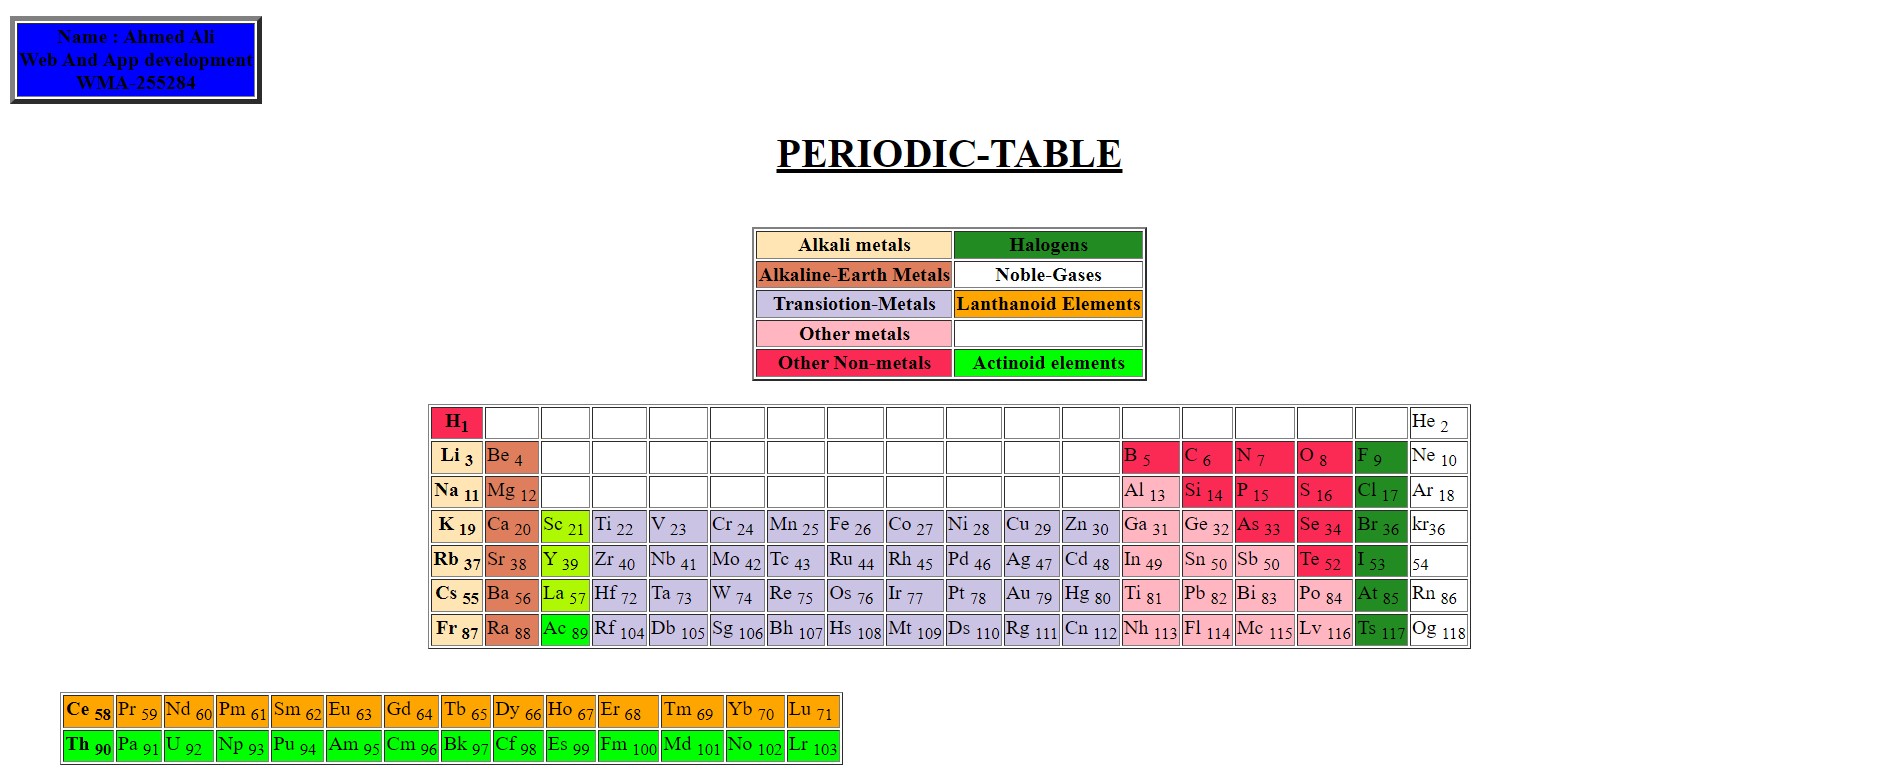 Name : Ahmed Ali
Web And App development
WMA-255284
PERIODIC-TABLE
Alkali metals Halogens
Alkaline-Earth Metals Noble-Gases
Transiotion-Metals Lanthanoid Elements
Other metals
Other Non-metals Actinoid elements
H1 He 2
Li 3 Be 4 B 5 C 6 N 7 O 8 F 9 Ne 10
Na 11 Mg 12 Al 13 Si 14 P 15 S 16 Cl 17 Ar 18
K 19 Ca 20 Sc 21 Ti 22 V 23 Cr 24 Mn 25 Fe 26 Co 27 Ni 28 Cu 29 Zn 30 Ga 31 Ge 32 As 33 Se 34 Br 36 kr36
Rb 37 Sr 38 Y 39 Zr 40 Nb 41 Mo 42 Tc 43 Ru 44 Rh 45 Pd 46 Ag 47 Cd 48 In 49 Sn 50 Sb 50 Te 52 I 53 54
Cs 55 Ba 56 La 57 Hf 72 Ta 73 W 74 Re 75 Os 76 Ir 77 Pt 78 Au 79 Hg 80 Ti 81 Pb 82 Bi 83 Po 84 At 85 Rn 86
Fr 87 Ra 88 Ac 89 Rf 104 Db 105 Sg 106 Bh 107 Hs 108 Mt 109 Ds 110 Rg 111 Cn 112 Nh 113 Fl 114 Mc 115 Lv 116 Ts 117 Og 118
Ce 58 Pr 59 Nd 60 Pm 61 Sm 62 Eu 63 Gd 64 Tb 65 Dy 66 Ho 67 Er 68 Tm 69 Yb 70 Lu 71
Th 90 Pa 91 U 92 Np 93 Pu 94 Am 95 Cm 96 Bk 97 Cf 98 Es 99 Fm 100 Md 101 No 102 Lr 103